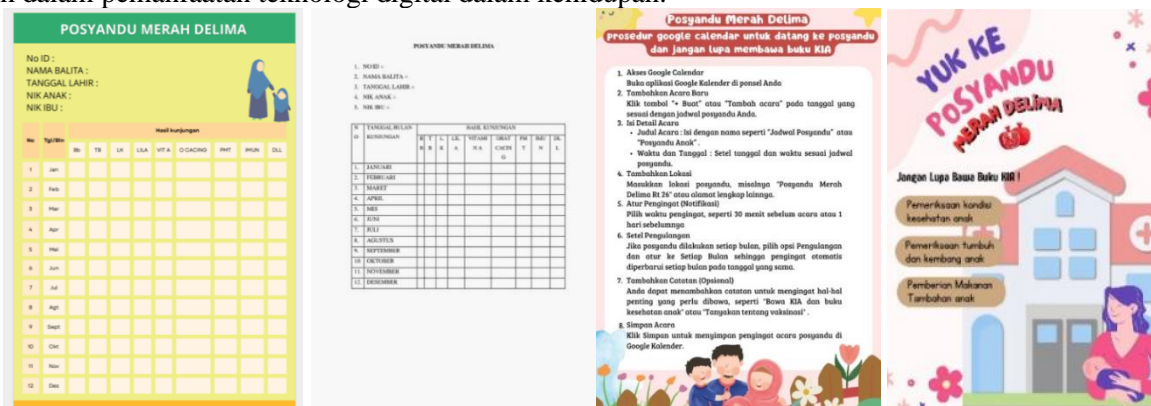 dalam pemanfaatan teknologi digital dalam kehidupan.
POSYANDU MERAH DELIMA
No ID :
NAMA BALITA :
TANGGAL LAHIR :
NIK ANAK :
NIK IBU :
No Tgl/Bln Hasil kunjungan
Bb TB LK LILA VIT A O CACING PMT IMUN DLL
1 Jan
2 Feb
3 Mar
4 Apr
5 Mei
6 Jun
7 Jul
8 Agt
9 Sept
10 Okt
11 Nov
12 Des
POSYANDU MERAH DELIMA
1. NO ID =
2. NAMA BALITA =
3. TANGGAL LAHIR =
4. NIK ANAK =
5. NIK IBU =
N TANGGAL/BULAN HASIL KUNJUNGAN
O KUNJUNGAN B T L LIL VITAMI OBAT PM IMU DL
B B K A N A CACIN T N L
G
1. JANUARI
2. FEBRUARI
3. MARET
4. APRIL
5. MEI
6. JUNI
7. JULI
8. AGUSTUS
9. SEPTEMBER
10 OKTOBER
11. NOVEMBER
12. DESEMBER
Posyandu Merah Delima
prosedur google calendar untuk datang ke posyandu
dan jangan lupa membawa buku KIA
1. Akses Google Calendar
Buka aplikasi Google Kalender di ponsel Anda
2. Tambahkan Acara Baru
Klik tombol "+ Buat" atau "Tambah acara" pada tanggal yang
sesuai dengan jadwal posyandu Anda.
3. Isi Detail Acara
• Judul Acara : Isi dengan nama seperti "Jadwal Posyandu" atau
"Posyandu Anak".
• Waktu dan Tanggal : Setel tanggal dan waktu sesuai jadwal
posyandu.
4. Tambahkan Lokasi
Masukkan lokasi posyandu, misalnya "Posyandu Merah
Delima Rt 26" atau alamat lengkap lainnya.
5. Atur Pengingat (Notifikasi)
Pilih waktu pengingat, seperti 30 menit sebelum acara atau 1
hari sebelumnya
6. Setel Pengulangan
Jika posyandu dilakukan setiap bulan, pilih opsi Pengulangan
dan atur ke Setiap Bulan sehingga pengingat otomatis
diperbarui setiap bulan pada tanggal yang sama.
7. Tambahkan Catatan (Opsional)
Anda dapat menambahkan catatan untuk mengingat hal-hal
penting yang perlu dibawa, seperti "Bawa KIA dan buku
kesehatan anak" atau "Tanyakan tentang vaksinasi" .
8. Simpan Acara
Klik Simpan untuk menyimpan pengingat acara posyandu di
Google Kalender.
YUK KE
POSYANDU
MERAH DELIMA
Jangan Lupa Bawa Buku KIA !
Pemeriksaan kondisi
kesehatan anak
Pemeriksaan tumbuh
dan kembang anak
Pemberian Makanan
Tambahan anak